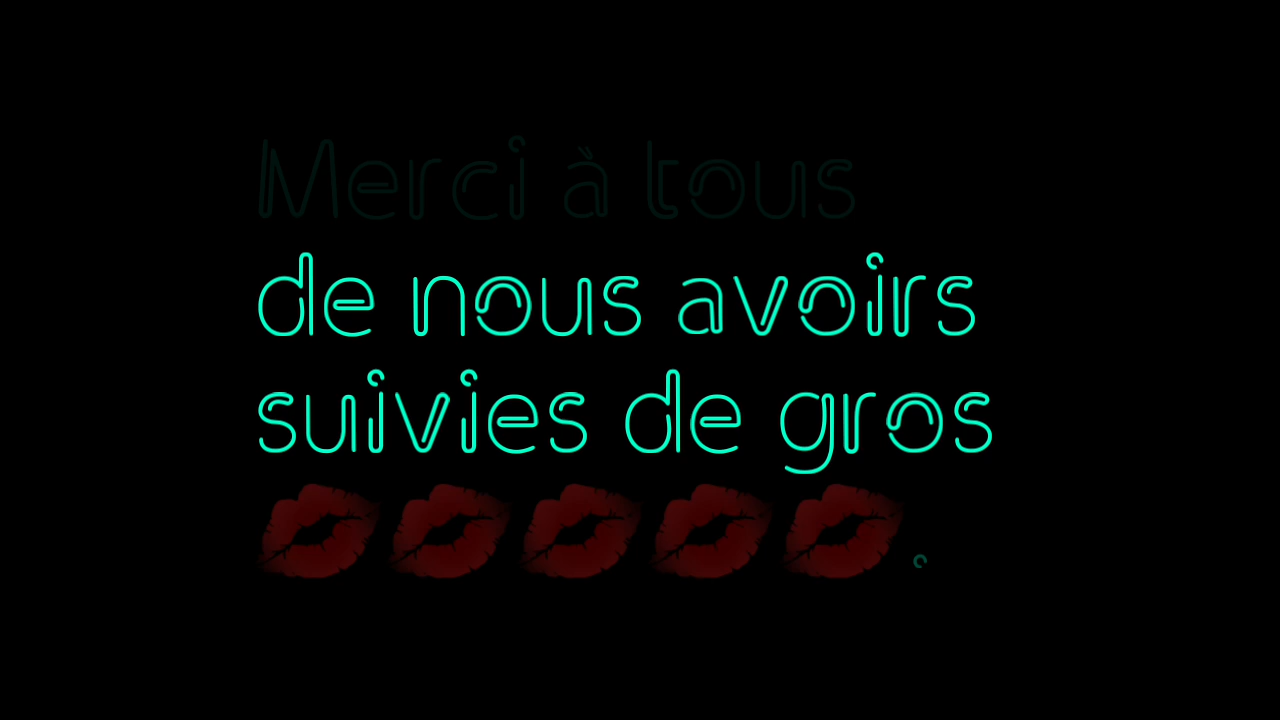 Merci à tous
de nous avoirs
suivies de gros
💋💋💋💋💋.